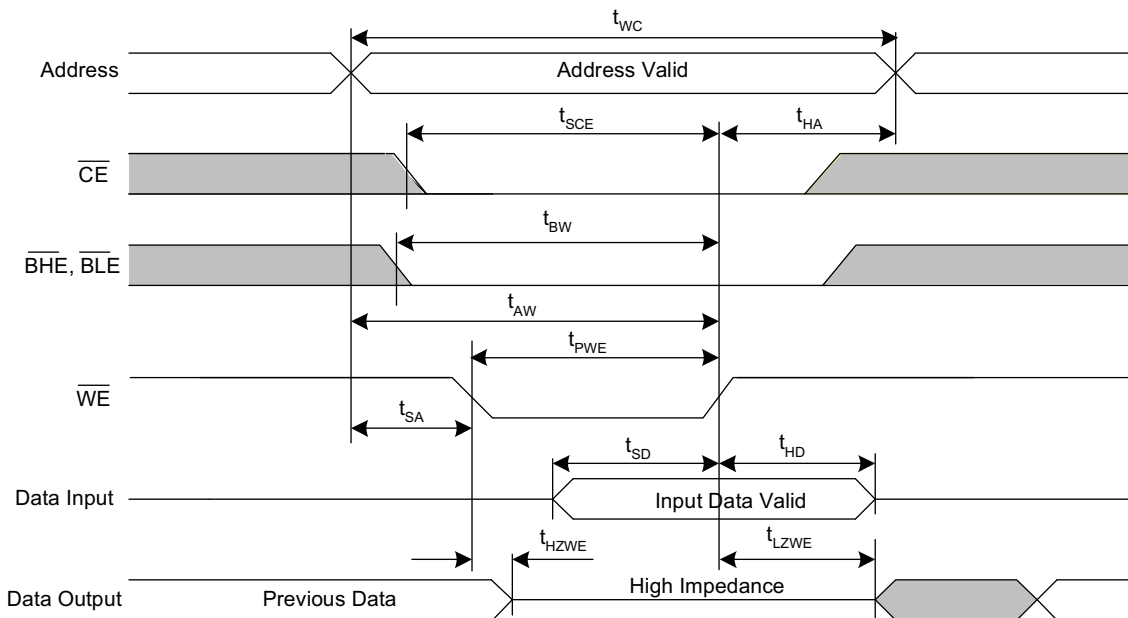 tWC
Address
Address Valid
tSCE
tHA
CE
tBW
BHE, BLE
tAW
tPWE
WE
tSA
tSD
tHD
Data Input
Input Data Valid
tHZWE
tLZWE
Data Output
Previous Data
High Impedance